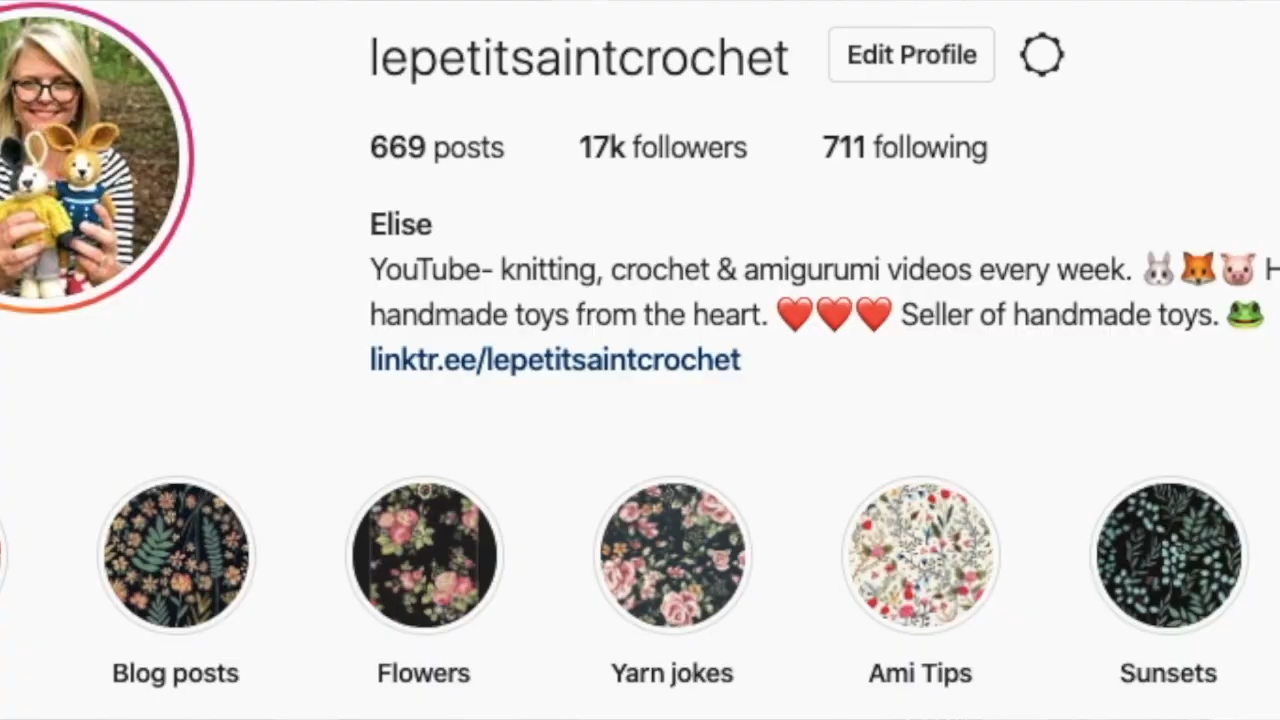 lepetitsaintcrochet Edit Profile
669 posts 17k followers 711 following
Elise
YouTube- knitting, crochet & amigurumi videos every week. 🐰🦊🐷 H
handmade toys from the heart. ❤️❤️❤️ Seller of handmade toys. 🐸
linktr.ee/lepetitsaintcrochet
Blog posts Flowers Yarn jokes Ami Tips Sunsets